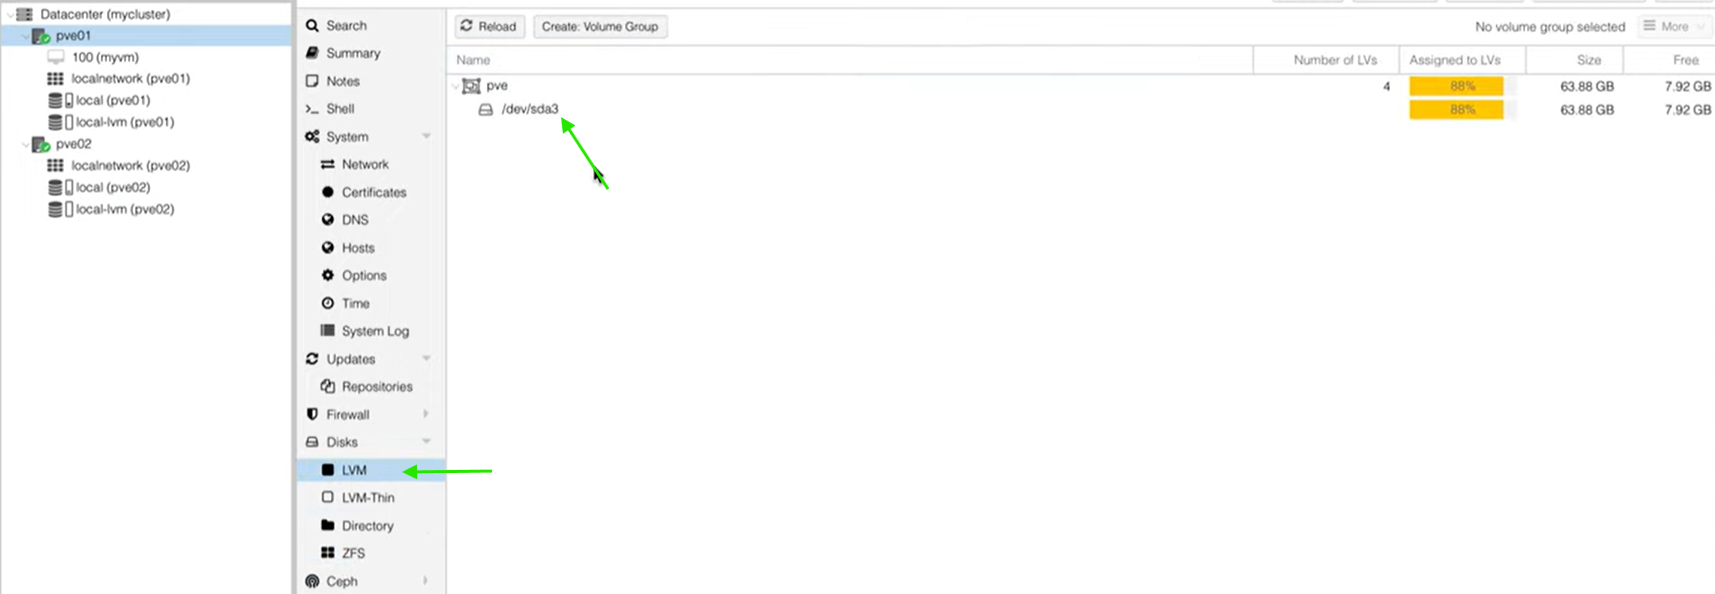 Datacenter (mycluster)
pve01
100 (myvm)
localnetwork (pve01)
local (pve01)
local-lvm (pve01)
pve02
localnetwork (pve02)
local (pve02)
local-lvm (pve02)
Search
Summary
Notes
Shell
System
Network
Certificates
DNS
Hosts
Options
Time
System Log
Updates
Repositories
Firewall
Disks
LVM
LVM-Thin
Directory
ZFS
Ceph
Reload Create: Volume Group No volume group selected More
Name Number of LVs Assigned to LVs Size Free
pve 4 88% 63.88 GB 7.92 GB
/dev/sda3 88% 63.88 GB 7.92 GB